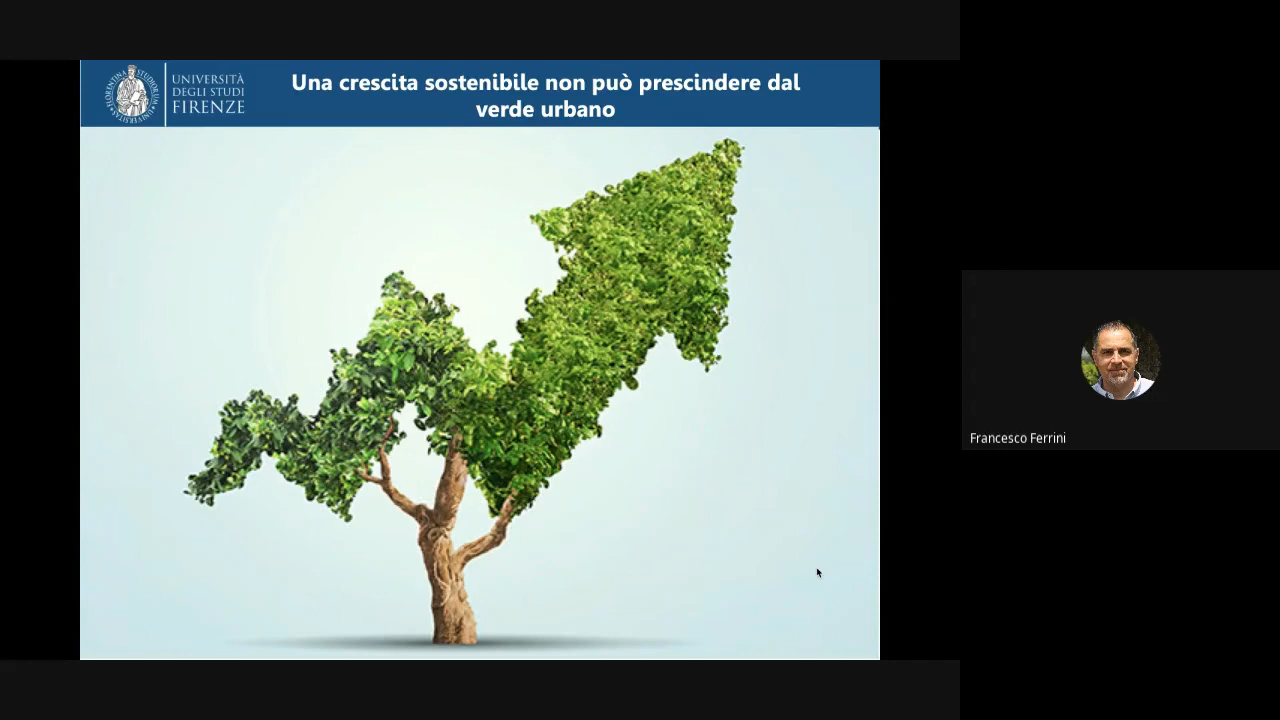 UNIVERSITÀ
DEGLI STUDI
FIRENZE
Una crescita sostenibile non può prescindere dal
verde urbano
Francesco Ferrini